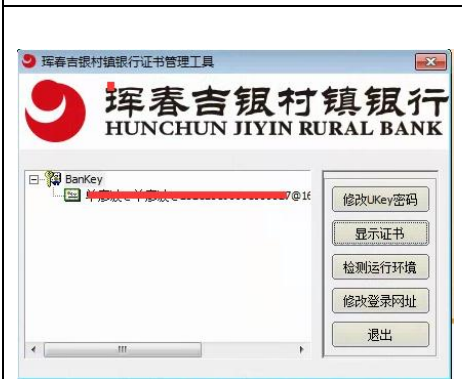 珲春吉银村镇银行证书管理工具
珲春吉银村镇银行
HUNCHUN JIYIN RURAL BANK
BanKey
7@16
修改UKey密码
显示证书
检测运行环境
修改登录网址
退出